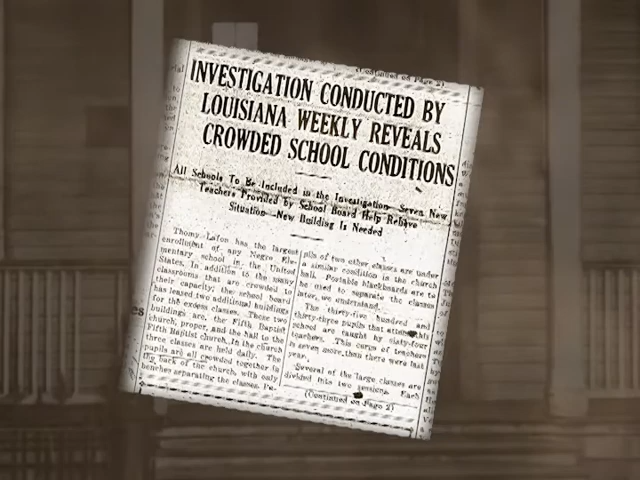 (Continued on Page 2)
INVESTIGATION CONDUCTED BY
LOUISIANA WEEKLY REVEALS
CROWDED SCHOOL CONDITIONS
All Schools To Be Included in the Investigation—Seven New
Teachers Provided by School Board Help Relieve
Situation—New Building Is Needed
Thomy Lafon has the largest
enrollment of any Negro Ele-
mentary school in the United
States. In addition to the many
classrooms that are crowded to
their capacity; the school board
has leased two additional buildings
for the excess classes. These two
buildings are, the Fifth Baptist
church, proper, and the hall to the
Fifth Baptist church. In the church
three classes are held daily. The
pupils are all crowded together in
the back of the church, with only
benches separating the classes.
pils of two other classes are under
a similar condition in the church
hall. Portable blackboards are to
be used to separate the classes
later, we understand.
The thirty-five hundred and
thirty-three pupils that attend this
school are taught by sixty-four
teachers. This corps of teachers
is seven more than there were last
year.
Several of the large classes are
divided into two sessions. Each
(Continued on Page 2)